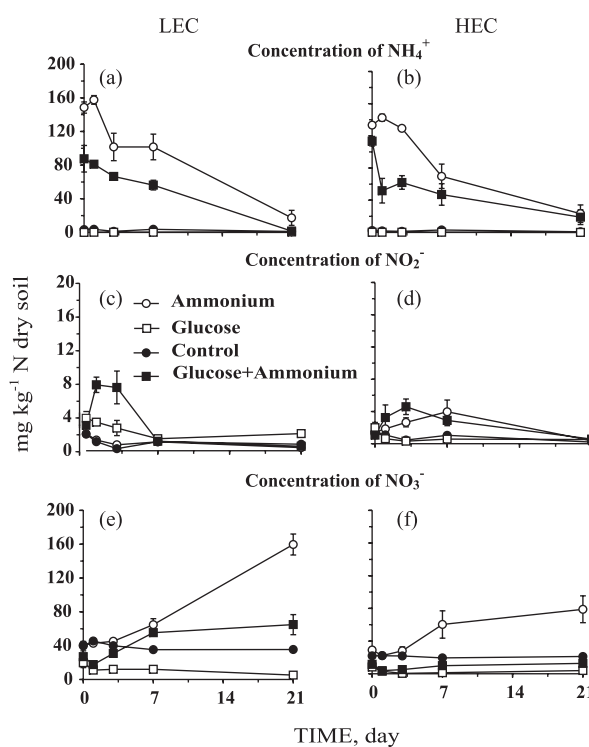 LEC HEC
Concentration of NH₄⁺
(a) (b)
160
120
80
40
0
Concentration of NO₂⁻
20
16
12
8
4
0
(c) (d)
Ammonium
Glucose
Control
Glucose+Ammonium
mg kg⁻¹ N dry soil
Concentration of NO₃⁻
(e) (f)
160
120
80
40
0
0 7 14 21 0 7 14 21
TIME, day